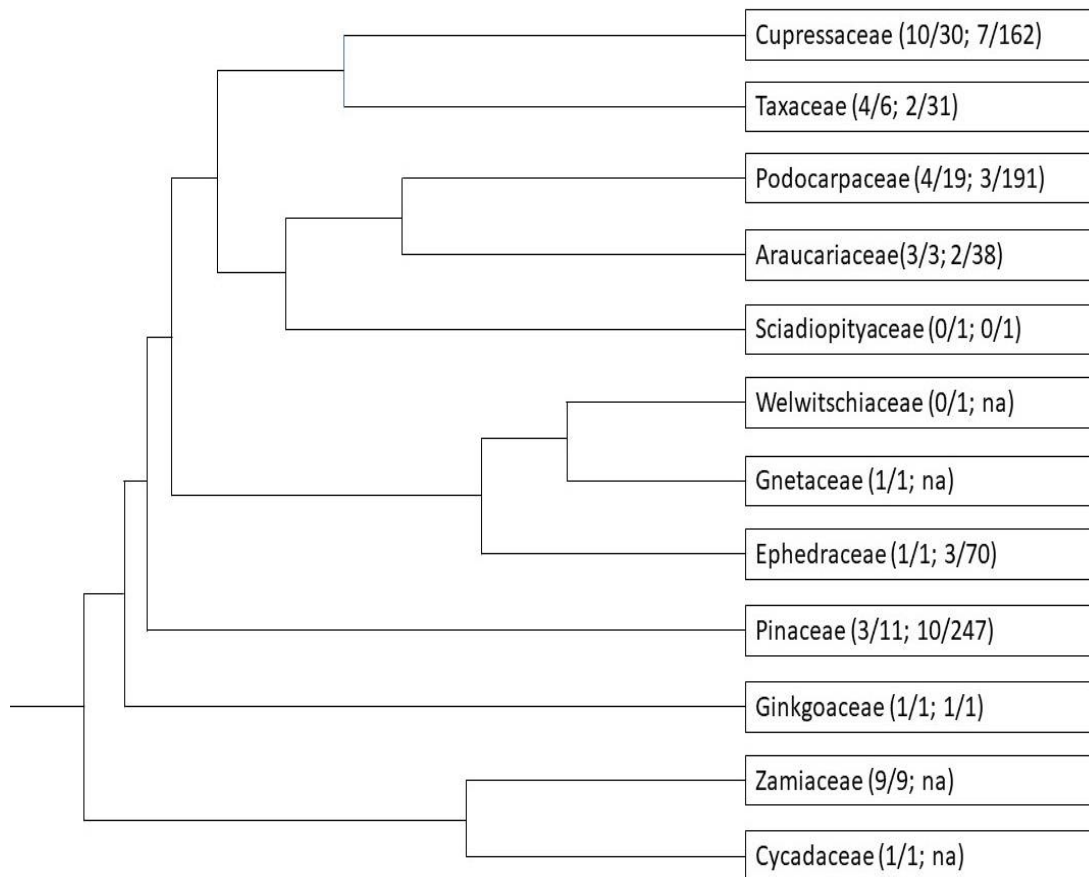 Cupressaceae (10/30; 7/162)
Taxaceae (4/6; 2/31)
Podocarpaceae (4/19; 3/191)
Araucariaceae(3/3; 2/38)
Sciadiopityaceae (0/1; 0/1)
Welwitschiaceae (0/1; na)
Gnetaceae (1/1; na)
Ephedraceae (1/1; 3/70)
Pinaceae (3/11; 10/247)
Ginkgoaceae (1/1; 1/1)
Zamiaceae (9/9; na)
Cycadaceae (1/1; na)